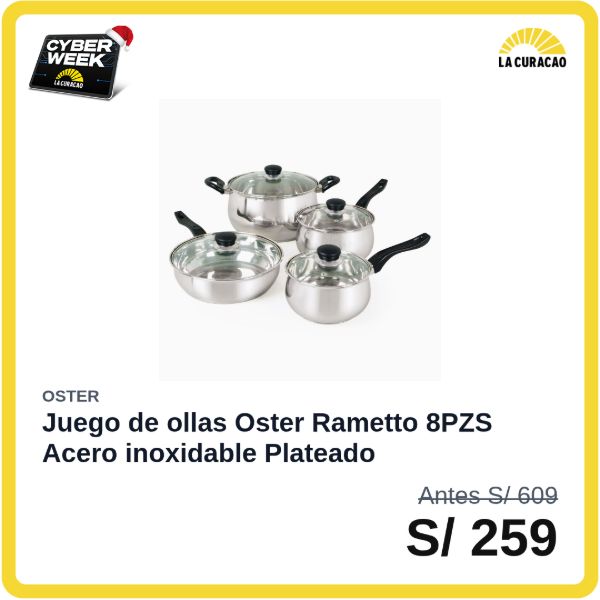 CYBER
WEEK
LA CURACAO
LA CURACAO
OSTER
Juego de ollas Oster Rametto 8PZS
Acero inoxidable Plateado
Antes S/ 609
S/ 259